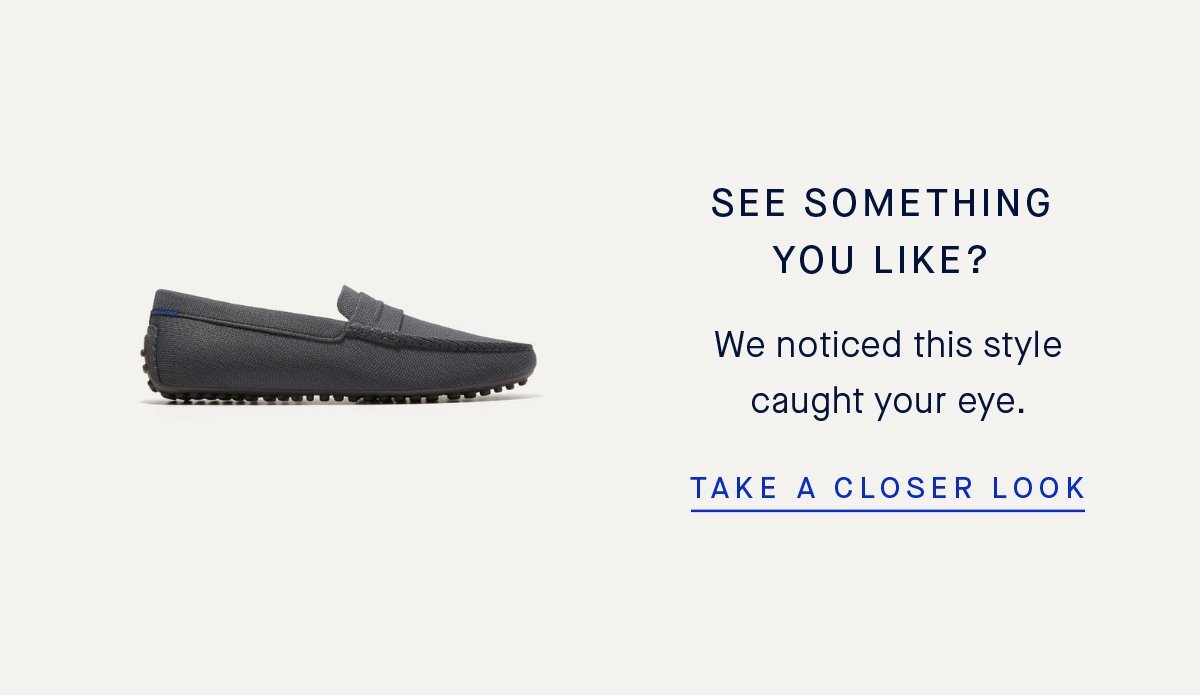 SEE SOMETHING
YOU LIKE?
We noticed this style
caught your eye.
TAKE A CLOSER LOOK